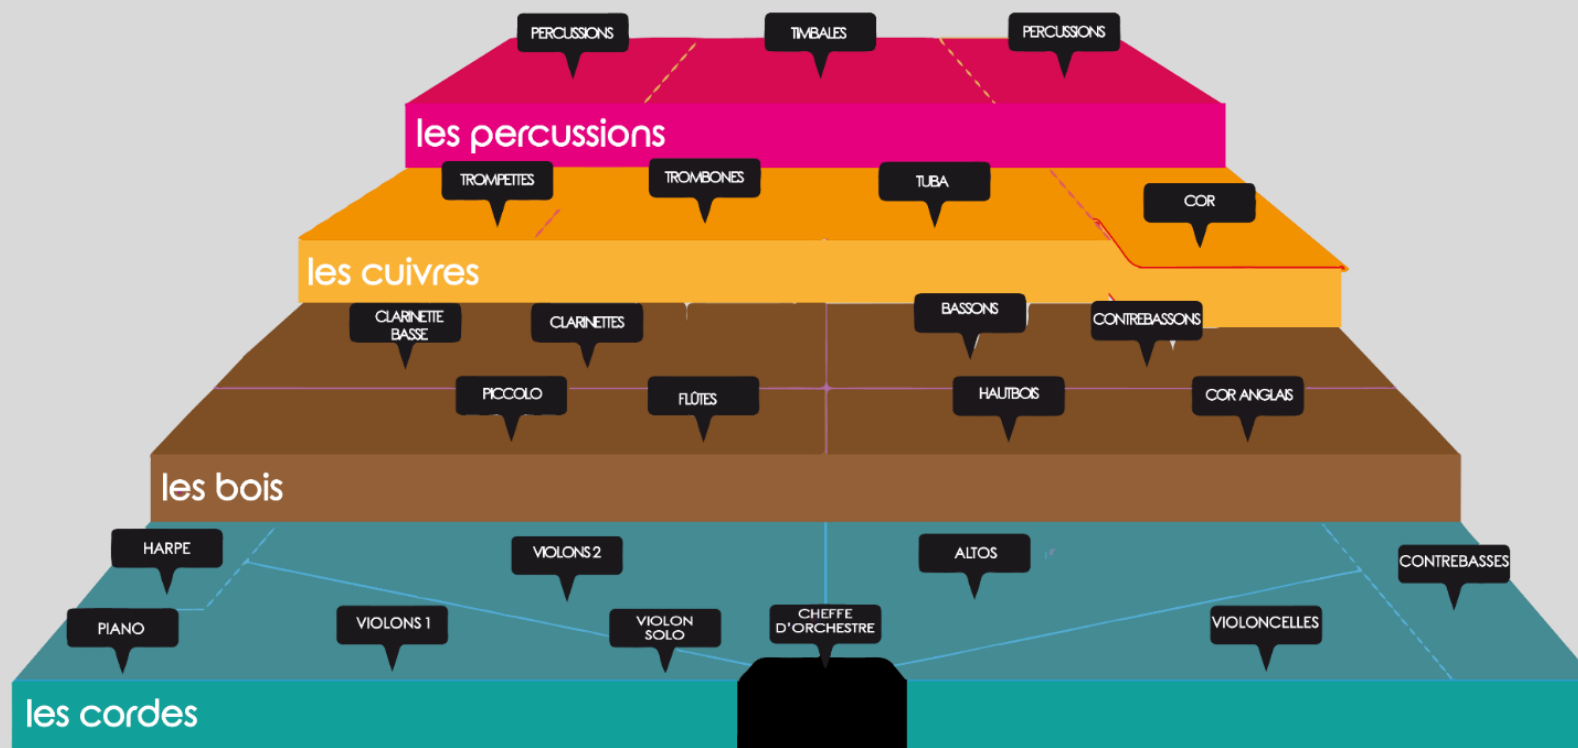 PERCUSSIONS
TIMBALES
PERCUSSIONS
les percussions
TROMPETTES
TROMBONES
TUBA
COR
les cuivres
CLARINETTE
BASSE
CLARINETTES
BASSONS
CONTREBASSONS
PICCOLO
FLÛTES
HAUTBOIS
COR ANGLAIS
les bois
HARPE
VIOLONS 2
ALTOS
CONTREBASSES
PIANO
VIOLONS 1
VIOLON
SOLO
CHEFFE
D'ORCHESTRE
VIOLONCELLES
les cordes